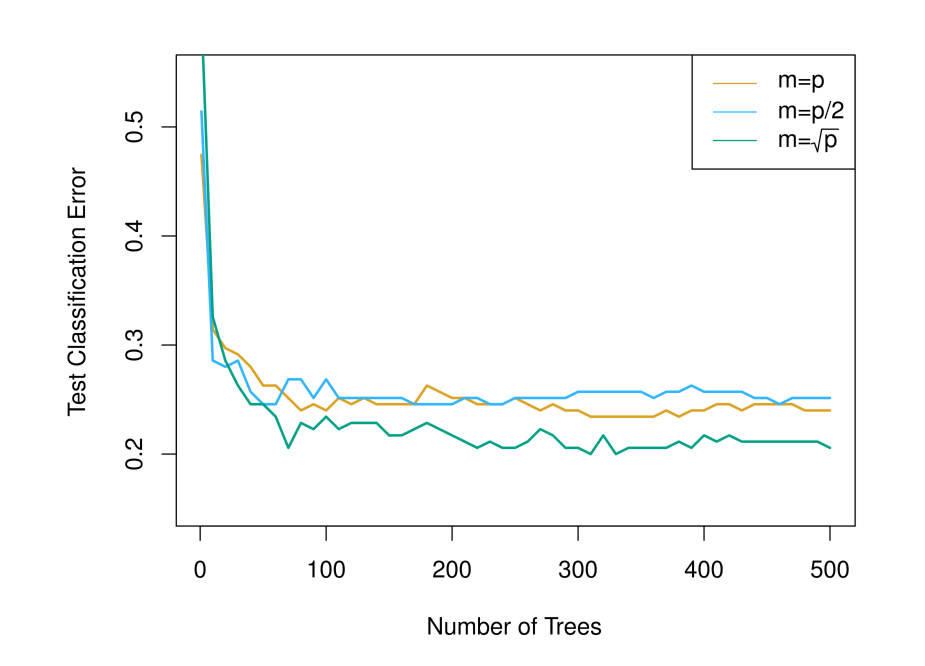 m=p
m=p/2
m=√p
0.5
0.4
0.3
0.2
Test Classification Error
0 100 200 300 400 500
Number of Trees